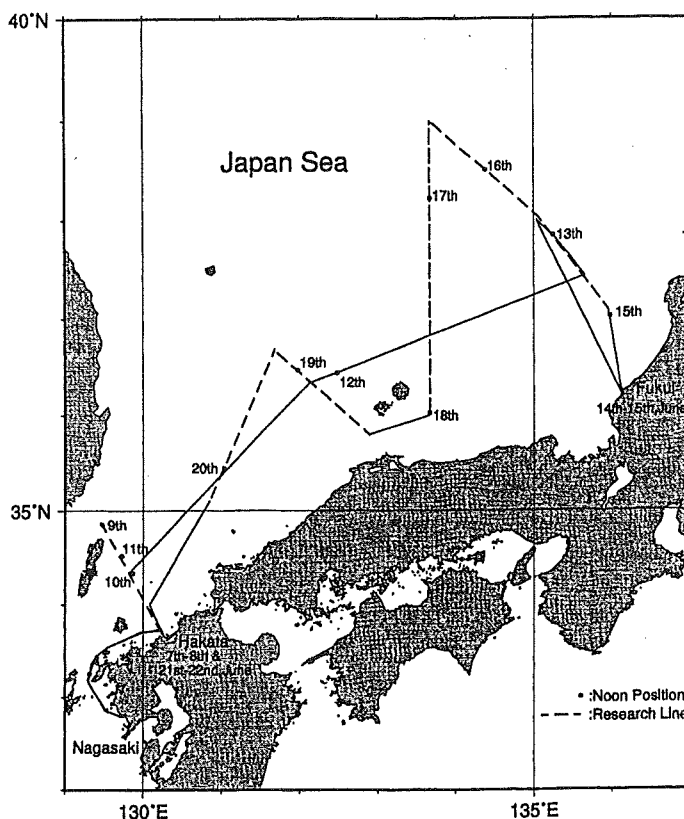 40°N
Japan Sea
16th
17th
13th
15th
19th
12th
Fukui
18th
14th-15th June
20th
35°N
9th
11th
10th
Hakata
7th-8th &
21st-22nd June
:Noon Position
Nagasaki
:Research Line
130°E
135°E